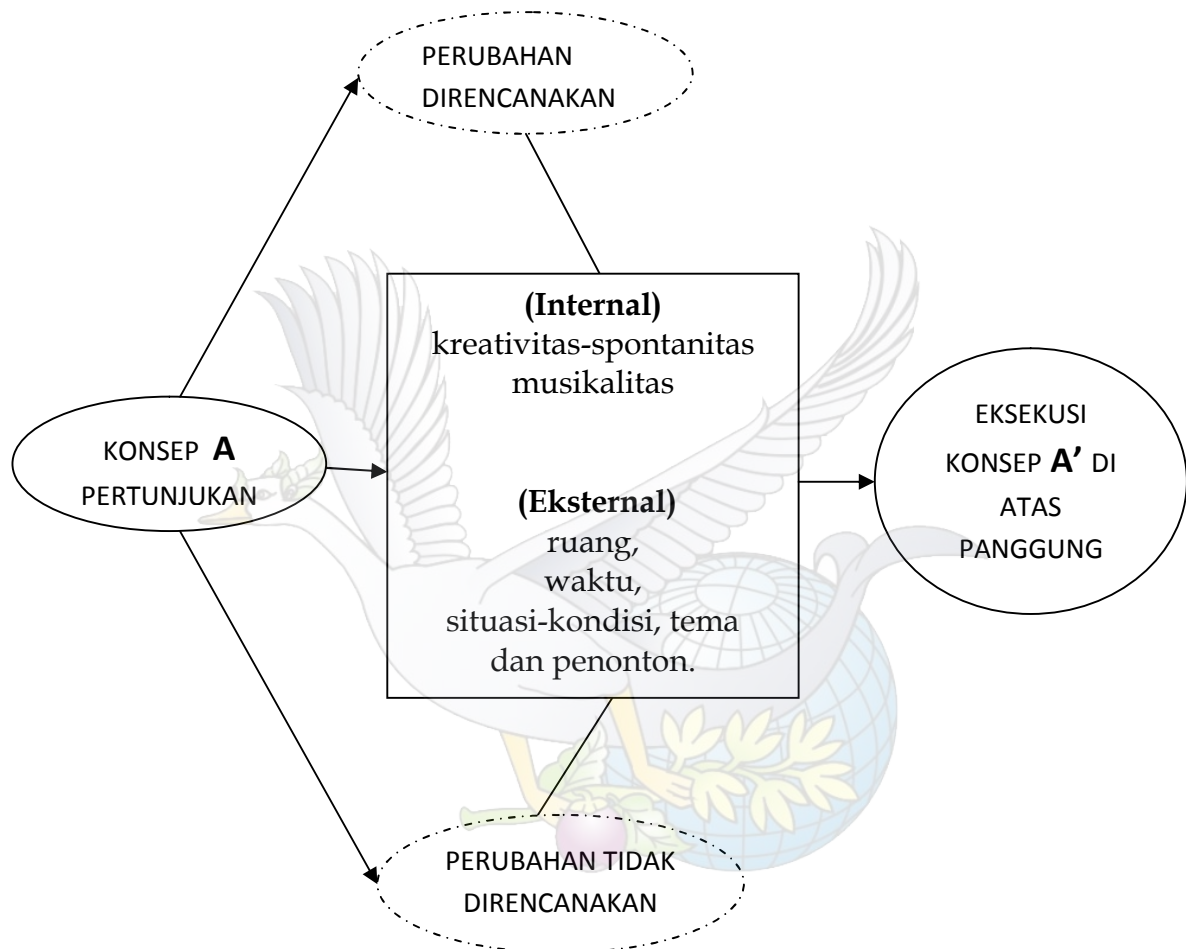 PERUBAHAN
DIRENCANAKAN
(Internal)
kreativitas-spontanitas
musikalitas
KONSEP A
PERTUNJUKAN
(Eksternal)
ruang,
waktu,
situasi-kondisi, tema
dan penonton.
EKSEKUSI
KONSEP A’ DI
ATAS
PANGGUNG
PERUBAHAN TIDAK
DIRENCANAKAN